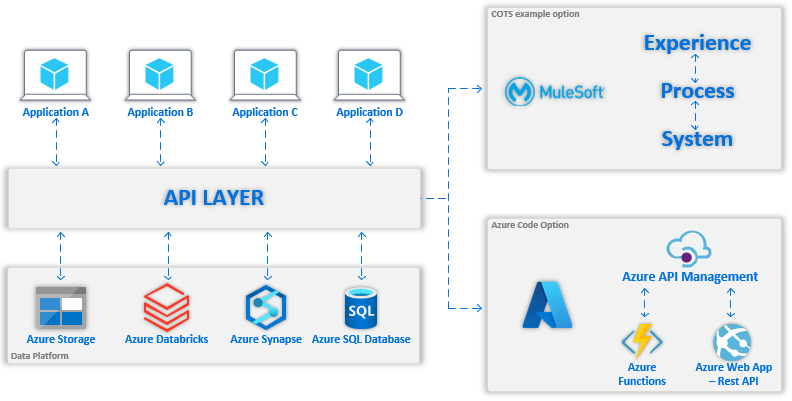 COTS example option
Experience
MuleSoft
Process
System
Application A
Application B
Application C
Application D
API LAYER
Azure Code Option
Azure API Management
Azure
Functions
Azure Web App
– Rest API
SQL
Azure Storage
Azure Databricks
Azure Synapse
Azure SQL Database
Data Platform